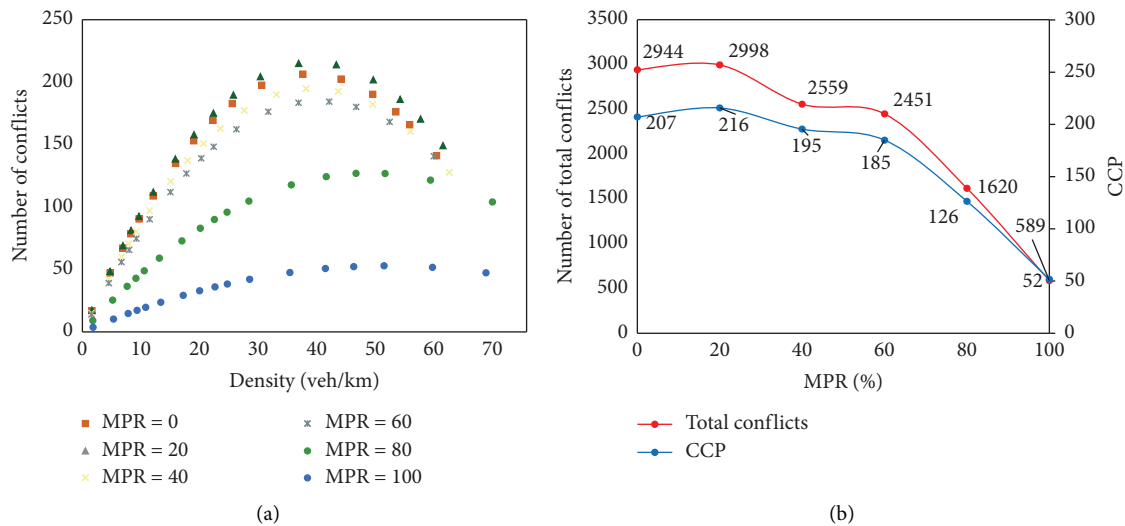 250
200
150
100
50
0
Number of conflicts
0 10 20 30 40 50 60 70
Density (veh/km)
MPR = 0
MPR = 20
MPR = 40
MPR = 60
MPR = 80
MPR = 100
(a)
3500
3000
2500
2000
1500
1000
500
0
Number of total conflicts
2944
2998
2559
2451
1620
589
207
216
195
185
126
52
300
250
200
150
100
50
0
CCP
0 20 40 60 80 100
MPR (%)
Total conflicts
CCP
(b)